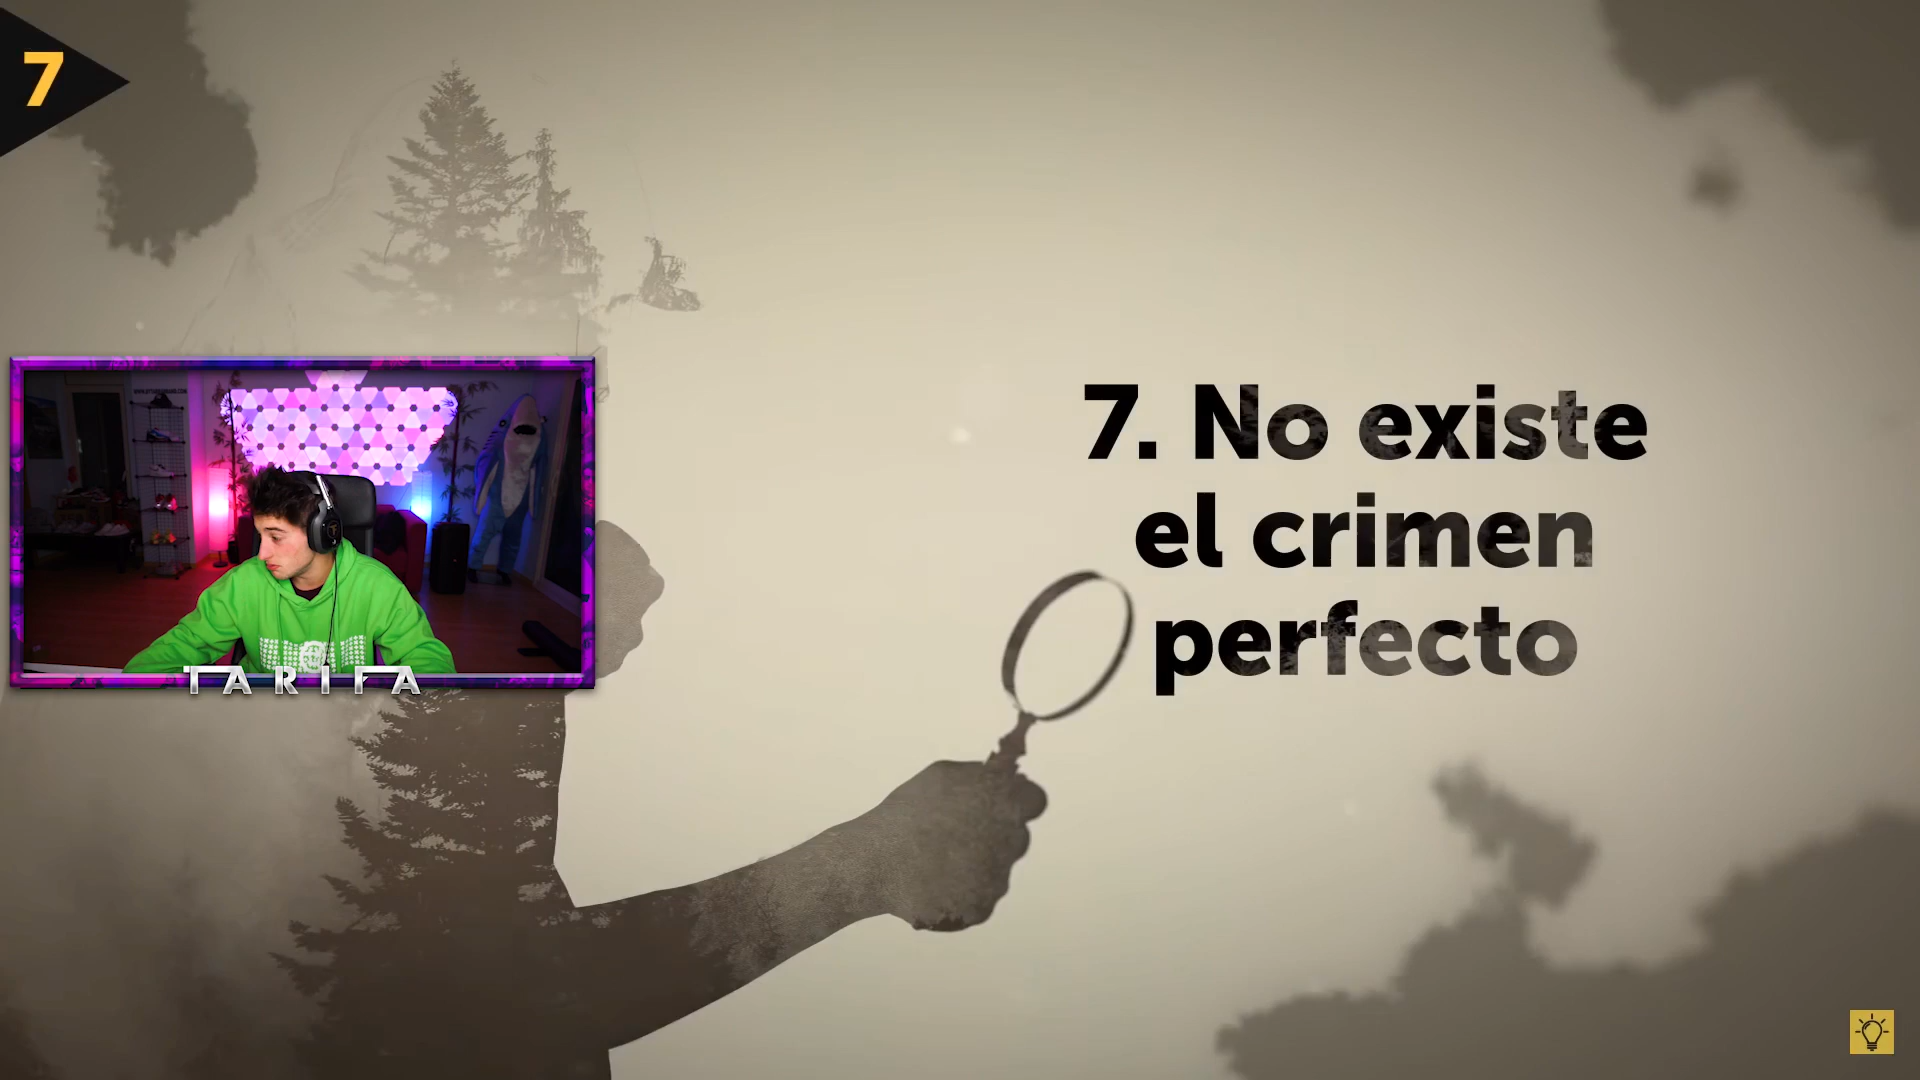 7
7. No existe
el crimen
perfecto
TARIFA